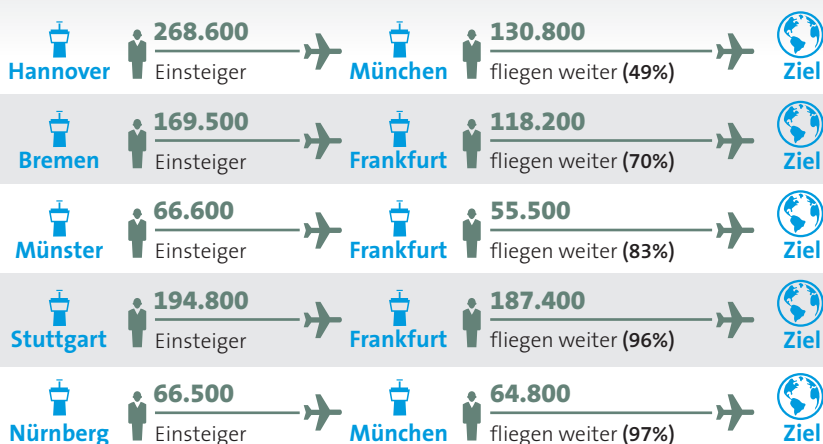 268.600 130.800
Hannover Einsteiger München fliegen weiter (49%) Ziel
169.500 118.200
Bremen Einsteiger Frankfurt fliegen weiter (70%) Ziel
66.600 55.500
Münster Einsteiger Frankfurt fliegen weiter (83%) Ziel
194.800 187.400
Stuttgart Einsteiger Frankfurt fliegen weiter (96%) Ziel
66.500 64.800
Nürnberg Einsteiger München fliegen weiter (97%) Ziel